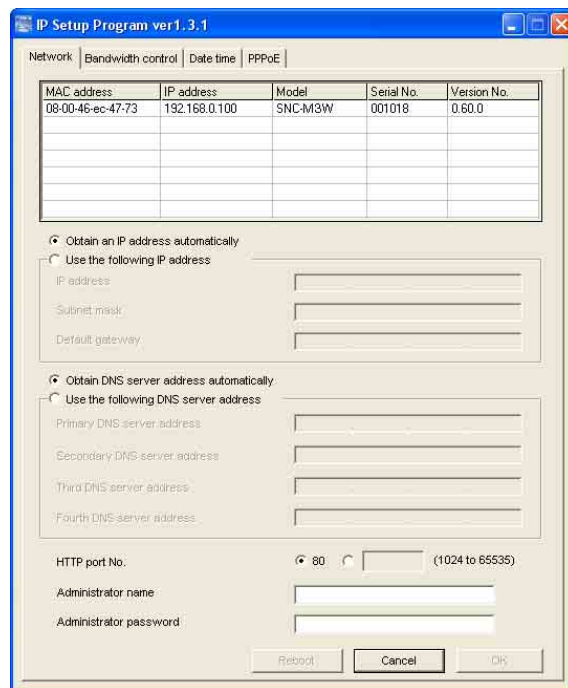 IP Setup Program ver1.3.1
Network Bandwidth control Date time PPPoE
MAC address IP address Model Serial No. Version No.
08-00-46-ec-47-73 192.168.0.100 SNC-M3W 001018 0.60.0
Obtain an IP address automatically
Use the following IP address
IP address
Subnet mask
Default gateway
Obtain DNS server address automatically
Use the following DNS server address
Primary DNS server address
Secondary DNS server address
Third DNS server address
Fourth DNS server address
HTTP port No. 80 (1024 to 65535)
Administrator name
Administrator password
Reboot Cancel OK